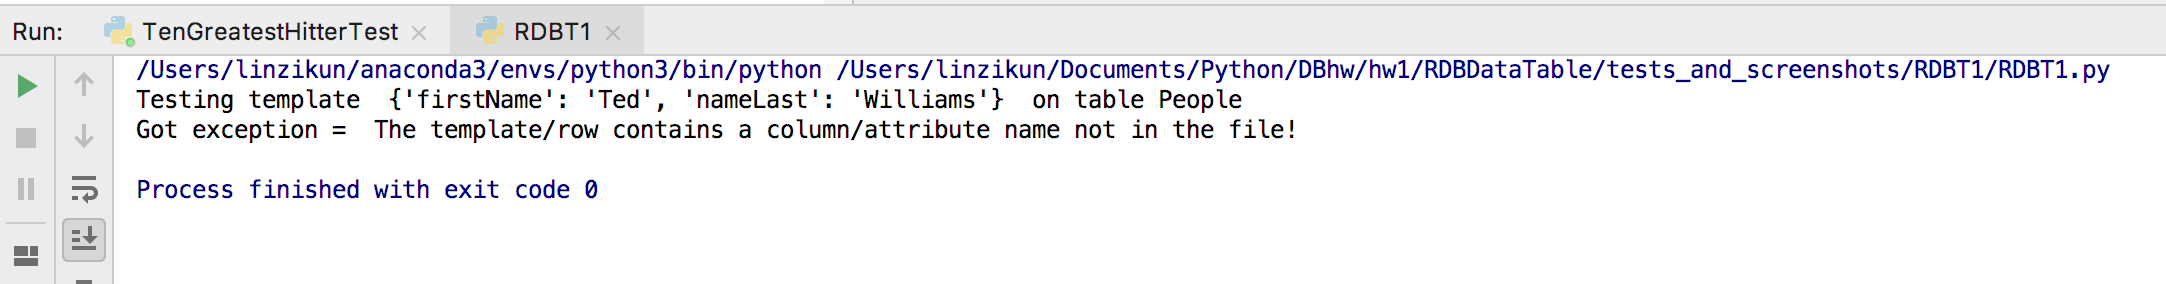 Run: TenGreatestHitterTest RDBT1
/Users/linzikun/anaconda3/envs/python3/bin/python /Users/linzikun/Documents/Python/DBhw/hw1/RDBDataTable/tests_and_screenshots/RDBT1/RDBT1.py
Testing template  {'firstName': 'Ted', 'nameLast': 'Williams'}  on table People
Got exception =  The template/row contains a column/attribute name not in the file!
Process finished with exit code 0